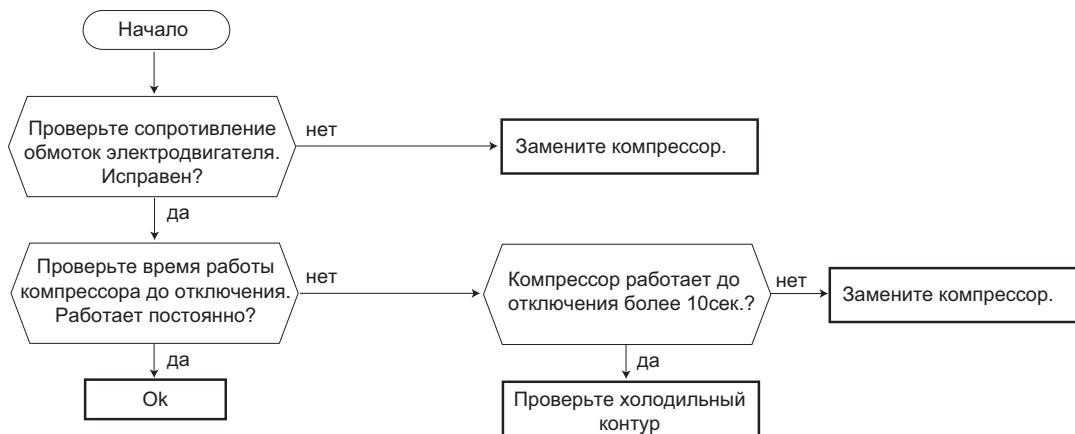 Начало
Проверьте сопротивление
обмоток электродвигателя.
Исправен?
нет
Замените компрессор.
да
Проверьте время работы
компрессора до отключения.
Работает постоянно?
нет
Компрессор работает до
отключения более 10сек.?
нет
Замените компрессор.
да
Ok
да
Проверьте холодильный
контур